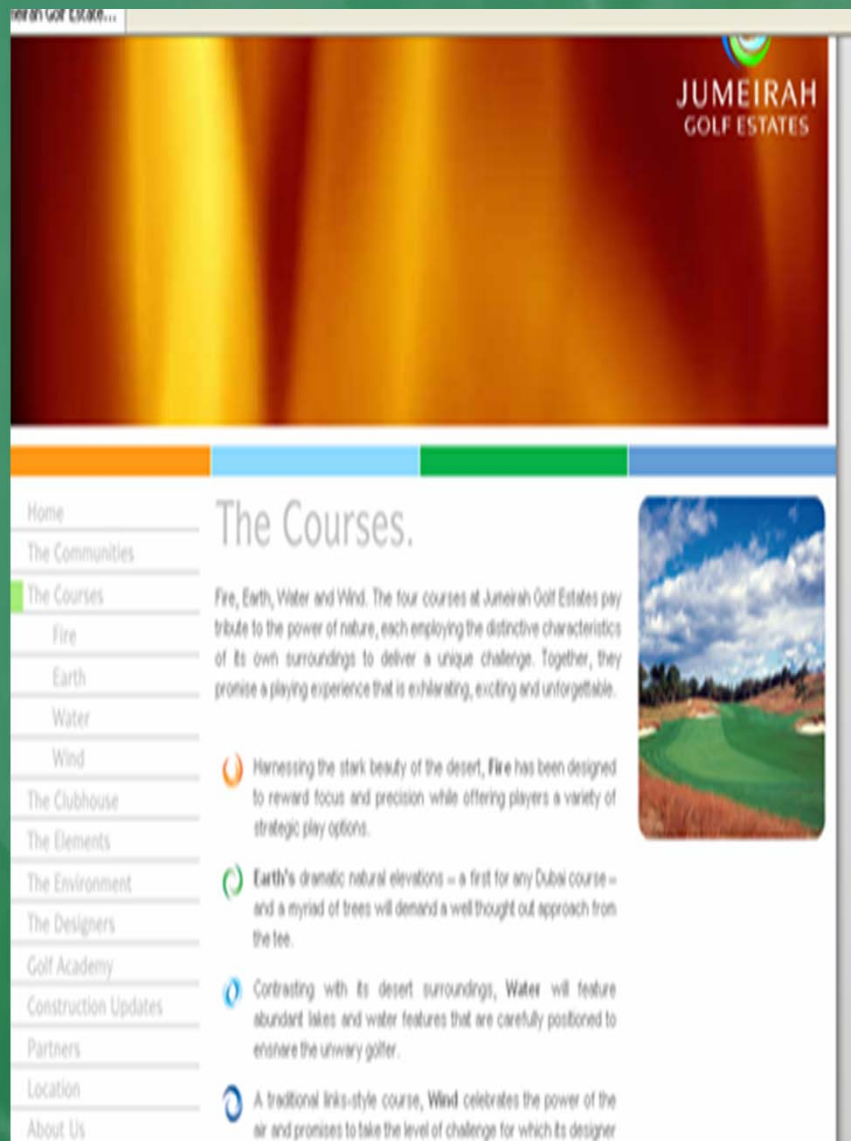 Golf Estate...
JUMEIRAH
GOLF ESTATES
Home
The Communities
The Courses
Fire
Earth
Water
Wind
The Clubhouse
The Elements
The Environment
The Designers
Golf Academy
Construction Updates
Partners
Location
About Us
The Courses.
Fire, Earth, Water and Wind. The four courses at Jumeirah Golf Estates pay
tribute to the power of nature, each employing the distinctive characteristics
of its own surroundings to deliver a unique challenge. Together, they
promise a playing experience that is exhilarating, exciting and unforgettable.
Harnessing the stark beauty of the desert, Fire has been designed
to reward focus and precision while offering players a variety of
strategic play options.
Earth's dramatic natural elevations – a first for any Dubai course –
and a myriad of trees will demand a well thought out approach from
the tee.
Contrasting with its desert surroundings, Water will feature
abundant lakes and water features that are carefully positioned to
ensnare the unwary golfer.
A traditional links-style course, Wind celebrates the power of the
air and promises to take the level of challenge for which its designer